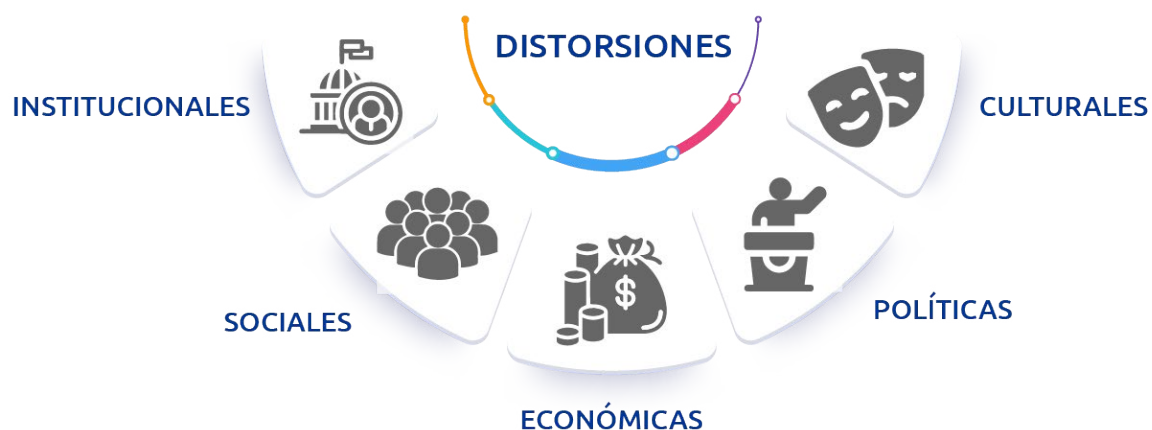 DISTORSIONES
INSTITUCIONALES
SOCIALES
$
ECONÓMICAS
POLÍTICAS
CULTURALES